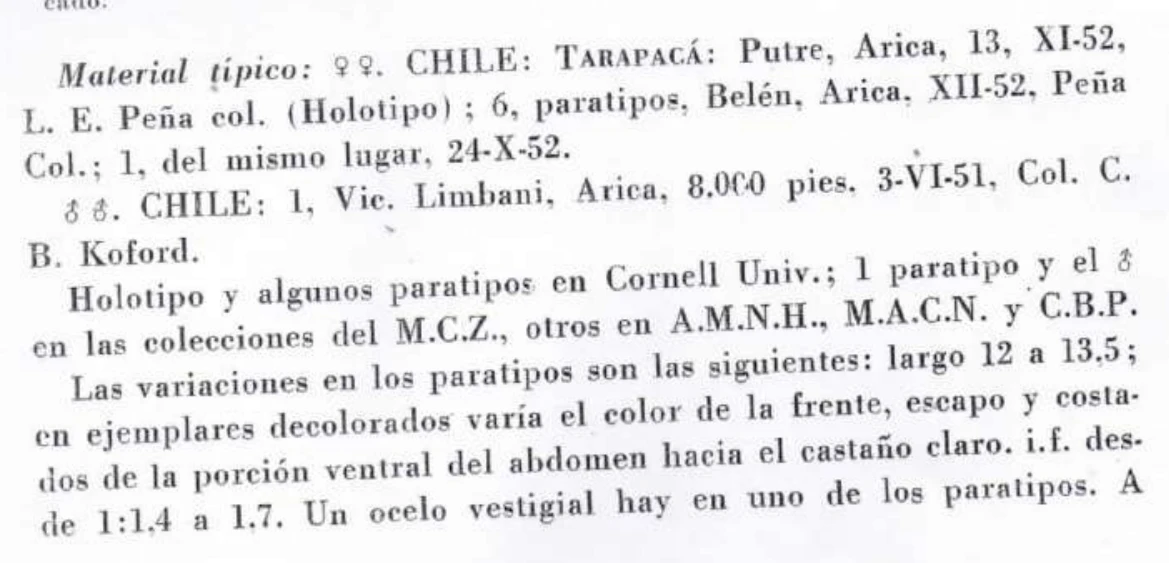 cado.
Material típico: ♀♀. CHILE: TARAPACÁ: Putre, Arica, 13, XI-52,
L. E. Peña col. (Holotipo) ; 6, paratipos, Belén, Arica, XII-52, Peña
Col.; 1, del mismo lugar, 24-X-52.
♂♂. CHILE: 1, Vic. Limbani, Arica, 8.000 pies, 3-VI-51, Col. C.
B. Koford.
Holotipo y algunos paratipos en Cornell Univ.; 1 paratipo y el ♂
en las colecciones del M.C.Z., otros en A.M.N.H., M.A.C.N. y C.B.P.
Las variaciones en los paratipos son las siguientes: largo 12 a 13,5;
en ejemplares decolorados varía el color de la frente, escapo y costa-
dos de la porción ventral del abdomen hacia el castaño claro. i.f. des-
de 1:1,4 a 1,7. Un ocelo vestigial hay en uno de los paratipos. A